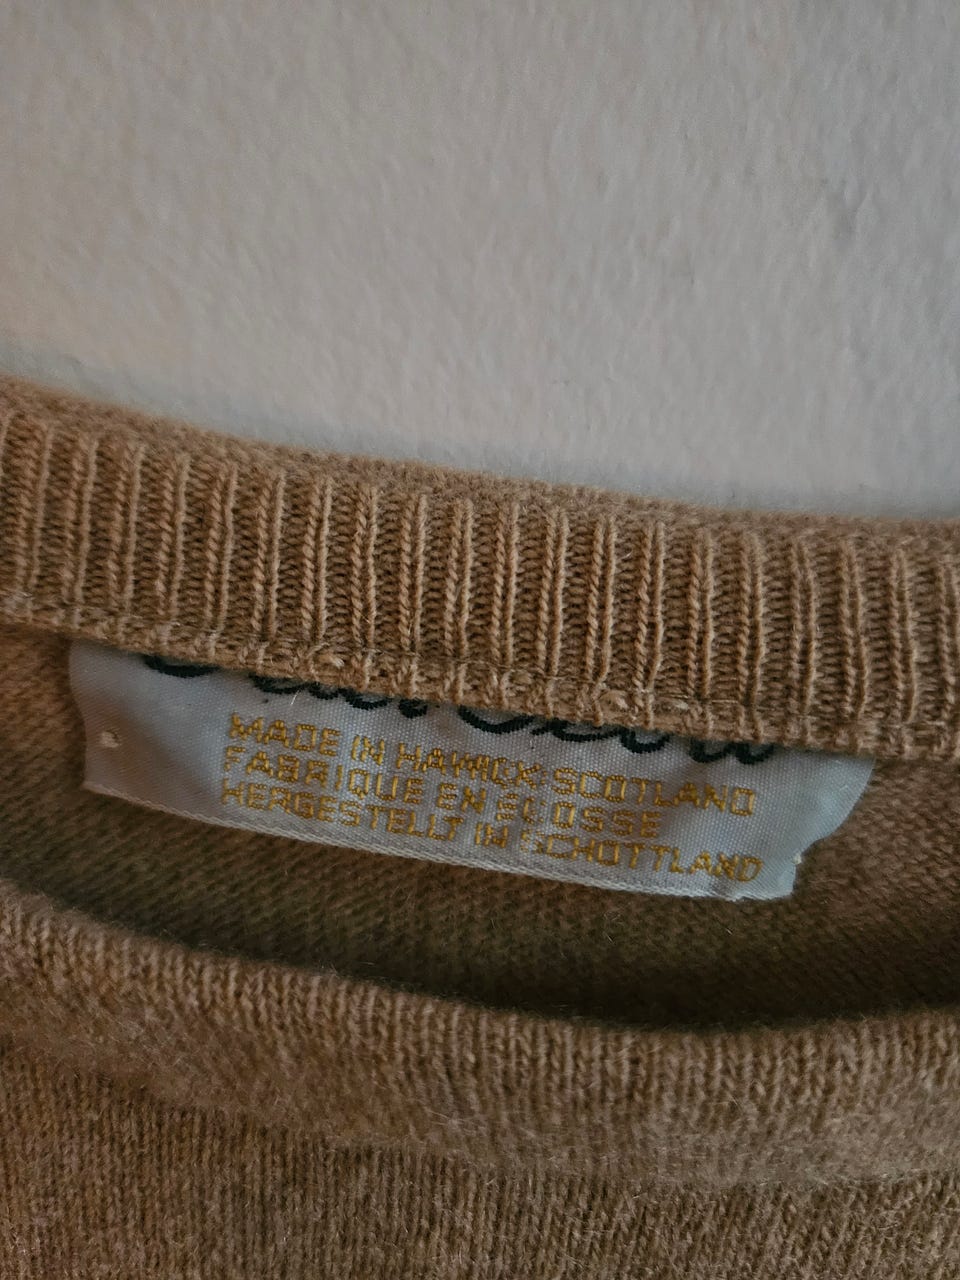 MADE IN HAWICK SCOTLAND
FABRIQUE EN ECOSSE
HERGESTELLT IN SCHOTTLAND